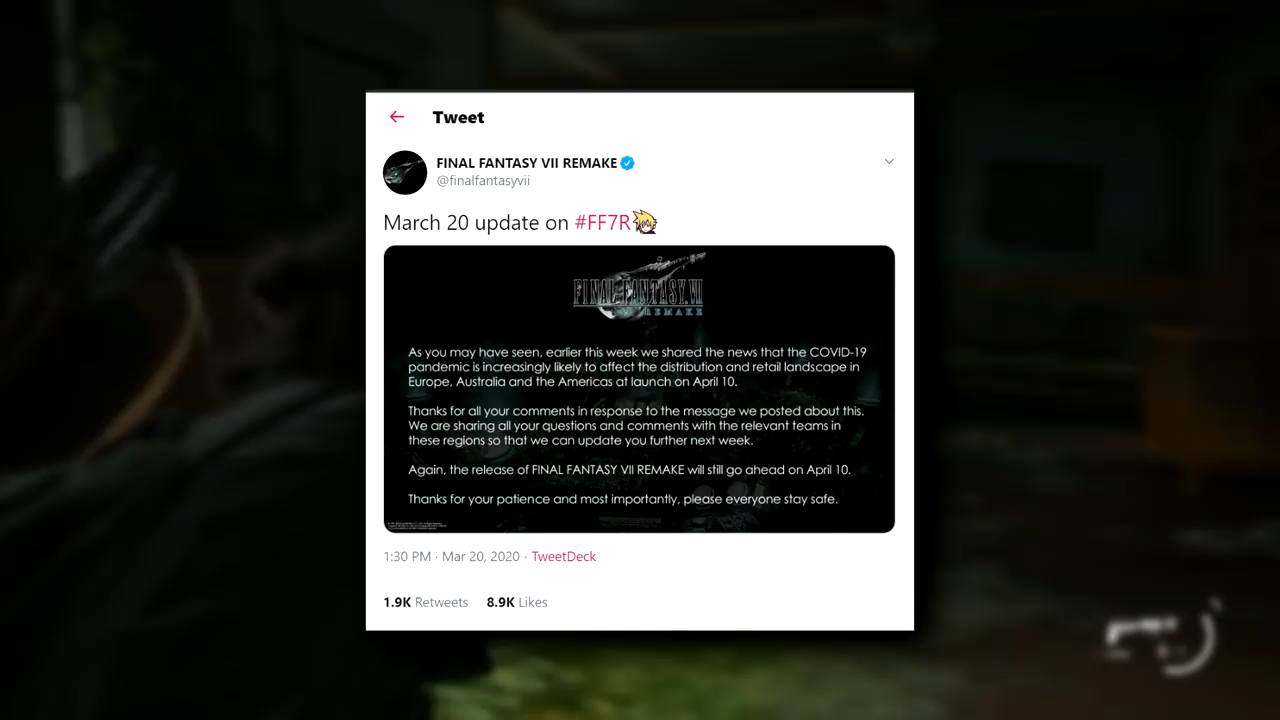 Tweet
FINAL FANTASY VII REMAKE
@finalfantasyvii
March 20 update on #FF7R
FINAL FANTASY VII
REMAKE
As you may have seen, earlier this week we shared the news that the COVID-19
pandemic is increasingly likely to affect the distribution and retail landscape in
Europe, Australia and the Americas at launch on April 10.
Thanks for all your comments in response to the message we posted about this.
We are sharing all your questions and comments with the relevant teams in
these regions so that we can update you further next week.
Again, the release of FINAL FANTASY VII REMAKE will still go ahead on April 10.
Thanks for your patience and most importantly, please everyone stay safe.
1:30 PM · Mar 20, 2020 · TweetDeck
1.9K Retweets 8.9K Likes